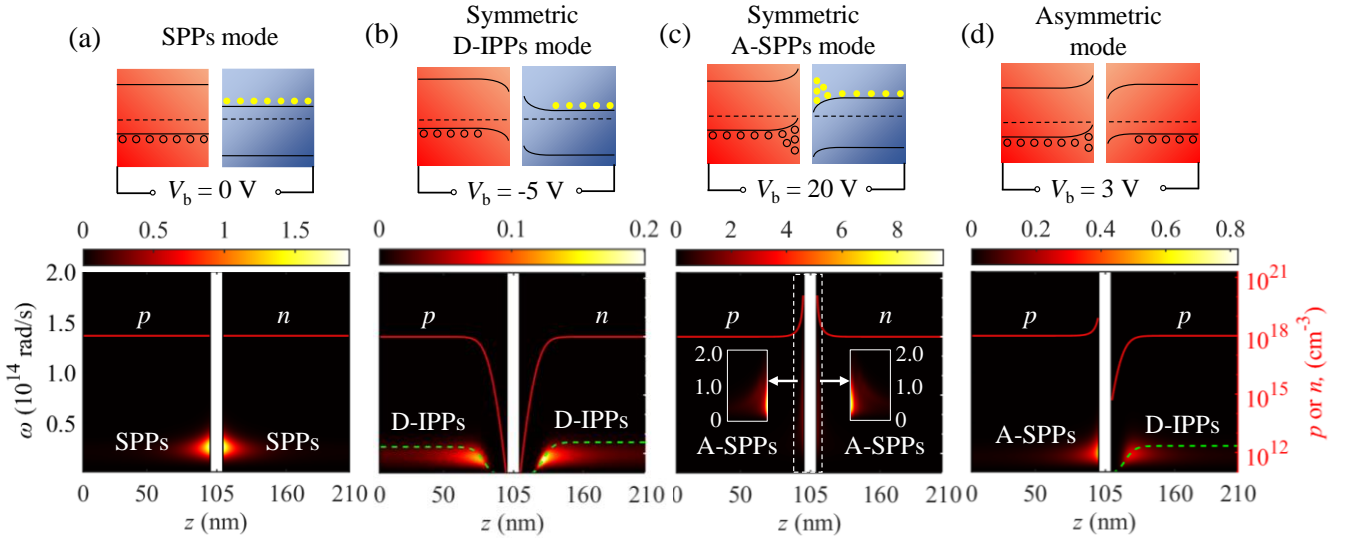 (a)
SPPs mode
(b)
Symmetric
D-IPPs mode
(c)
Symmetric
A-SPPs mode
(d)
Asymmetric
mode
V_b = 0 V
V_b = -5 V
V_b = 20 V
V_b = 3 V
0 0.5 1
0 0.1 0.2
0 2 4 6 8
0 0.2 0.4 0.6 0.8
ω (10^14 rad/s)
2.0
1.5
1.0
0.5
p
n
SPPs
SPPs
0 50 105 160 210
z (nm)
p
n
D-IPPs
D-IPPs
0 50 105 160 210
z (nm)
p
n
2.0
1.0
0
2.0
1.0
0
A-SPPs
A-SPPs
0 50 105 160 210
z (nm)
p
p
A-SPPs
D-IPPs
0 50 105 160 210
z (nm)
10^21
10^18
10^15
10^12
p or n, (cm^-3)